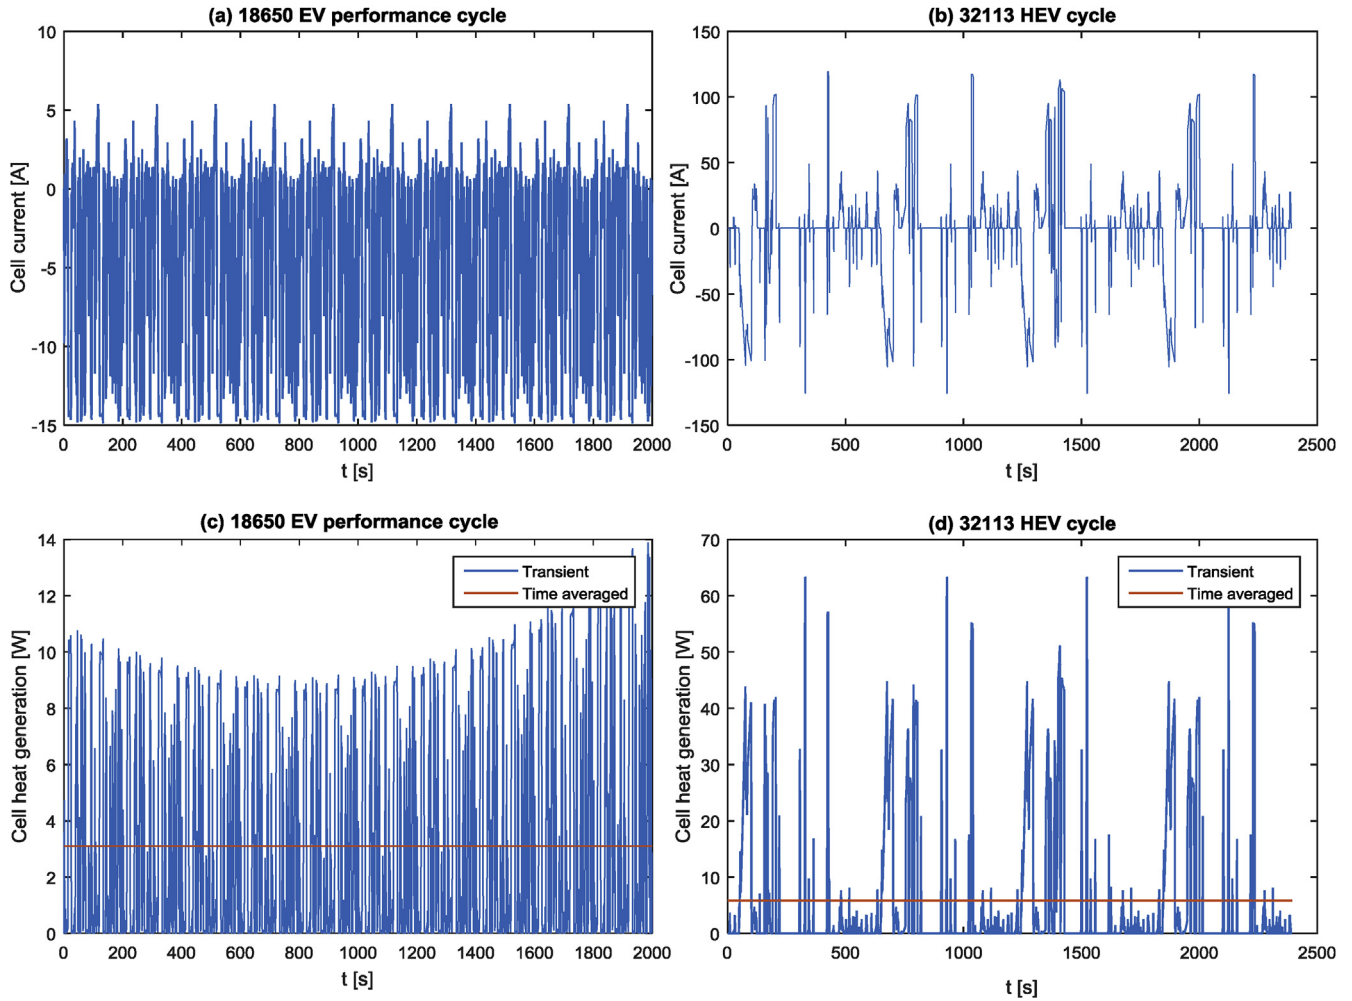 (a) 18650 EV performance cycle
10
5
0
-5
-10
-15
Cell current [A]
0 200 400 600 800 1000 1200 1400 1600 1800 2000
t [s]
(b) 32113 HEV cycle
150
100
50
0
-50
-100
-150
Cell current [A]
0 500 1000 1500 2000 2500
t [s]
(c) 18650 EV performance cycle
14
12
10
8
6
4
2
0
Cell heat generation [W]
Transient
Time averaged
0 200 400 600 800 1000 1200 1400 1600 1800 2000
t [s]
(d) 32113 HEV cycle
70
60
50
40
30
20
10
0
Cell heat generation [W]
Transient
Time averaged
0 500 1000 1500 2000 2500
t [s]